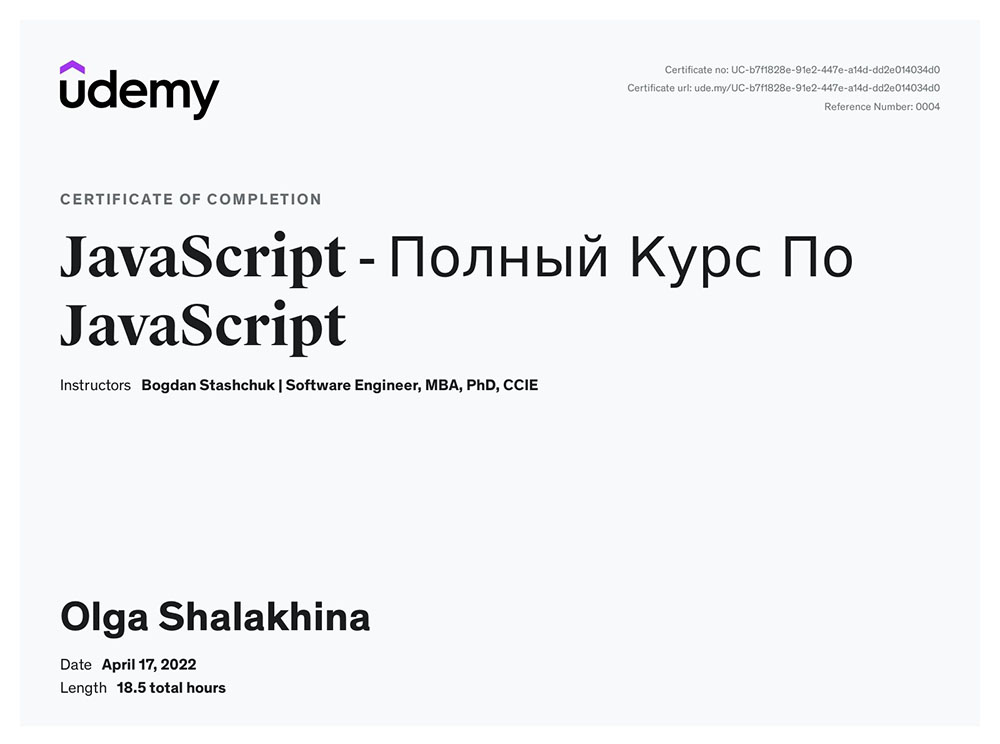 udemy
Certificate no: UC-b7f1828e-91e2-447e-a14d-dd2e014034d0
Certificate url: ude.my/UC-b7f1828e-91e2-447e-a14d-dd2e014034d0
Reference Number: 0004
CERTIFICATE OF COMPLETION
JavaScript - Полный Курс По
JavaScript
Instructors Bogdan Stashchuk | Software Engineer, MBA, PhD, CCIE
Olga Shalakhina
Date April 17, 2022
Length 18.5 total hours